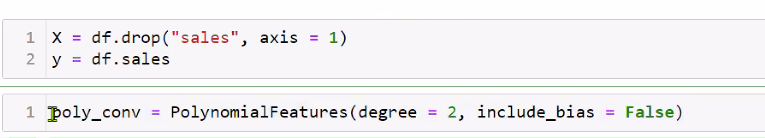 1 X = df.drop("sales", axis = 1)
2 y = df.sales
1 poly_conv = PolynomialFeatures(degree = 2, include_bias = False)